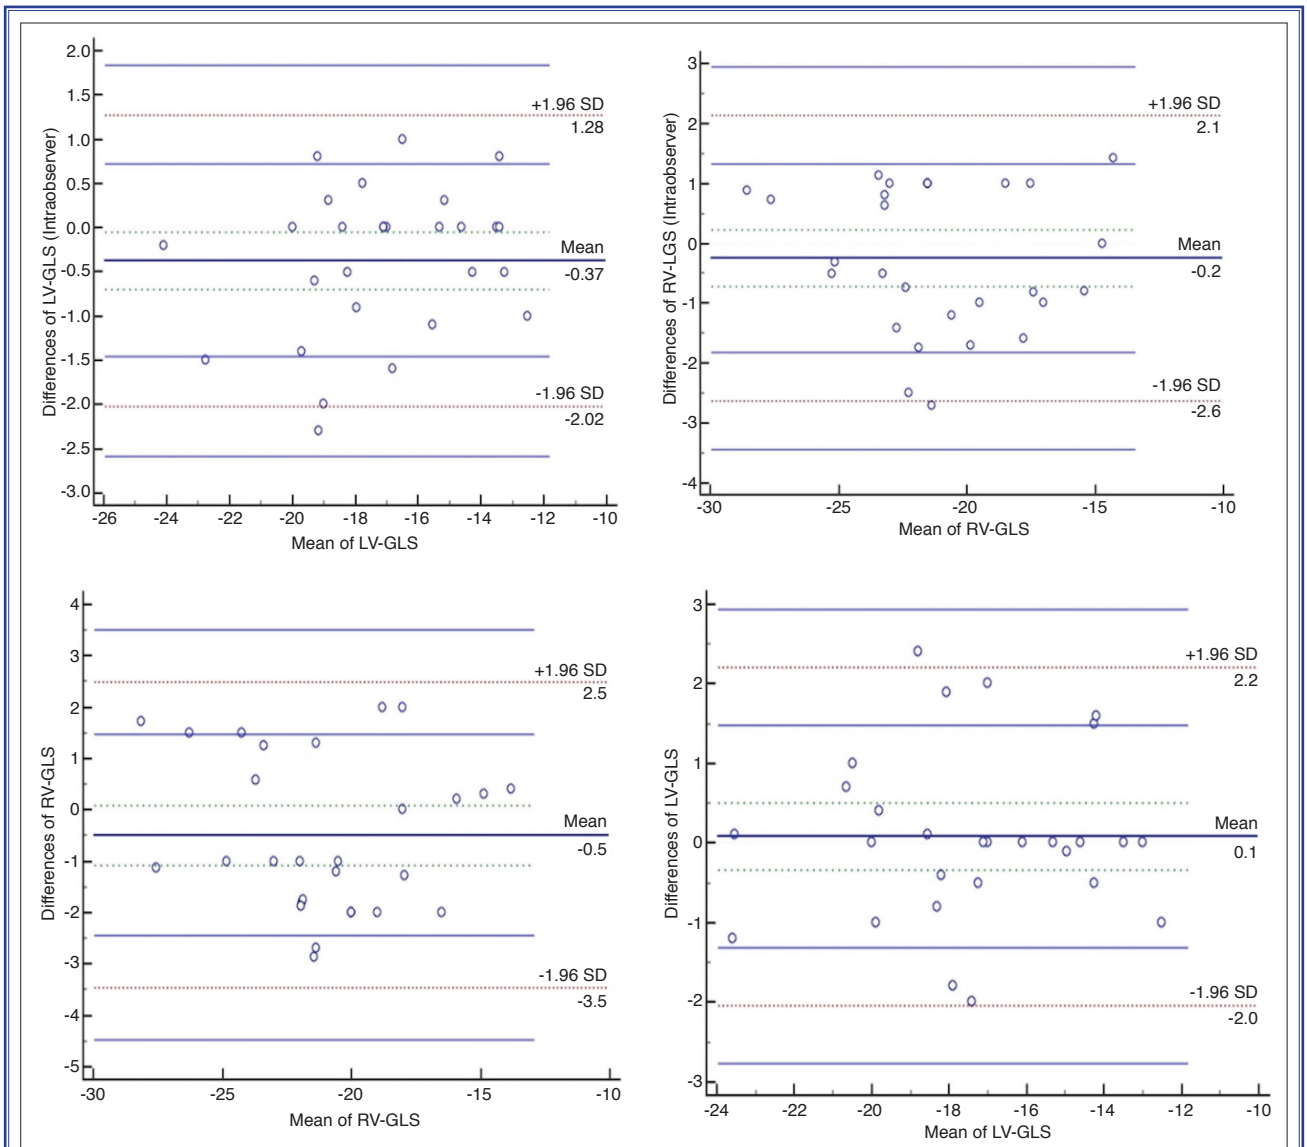 2.0
1.5
1.0
0.5
0.0
-0.5
-1.0
-1.5
-2.0
-2.5
-3.0
Differences of LV-GLS (Intraobserver)
+1.96 SD
1.28
Mean
-0.37
-1.96 SD
-2.02
-26 -24 -22 -20 -18 -16 -14 -12 -10
Mean of LV-GLS
3
2
1
0
-1
-2
-3
-4
Differences of RV-LGS (Intraobserver)
+1.96 SD
2.1
Mean
-0.2
-1.96 SD
-2.6
-30 -25 -20 -15 -10
Mean of RV-GLS
4
3
2
1
0
-1
-2
-3
-4
-5
Differences of RV-GLS
+1.96 SD
2.5
Mean
-0.5
-1.96 SD
-3.5
-30 -25 -20 -15 -10
Mean of RV-GLS
3
2
1
0
-1
-2
-3
Differences of LV-GLS
+1.96 SD
2.2
Mean
0.1
-1.96 SD
-2.0
-24 -22 -20 -18 -16 -14 -12 -10
Mean of LV-GLS